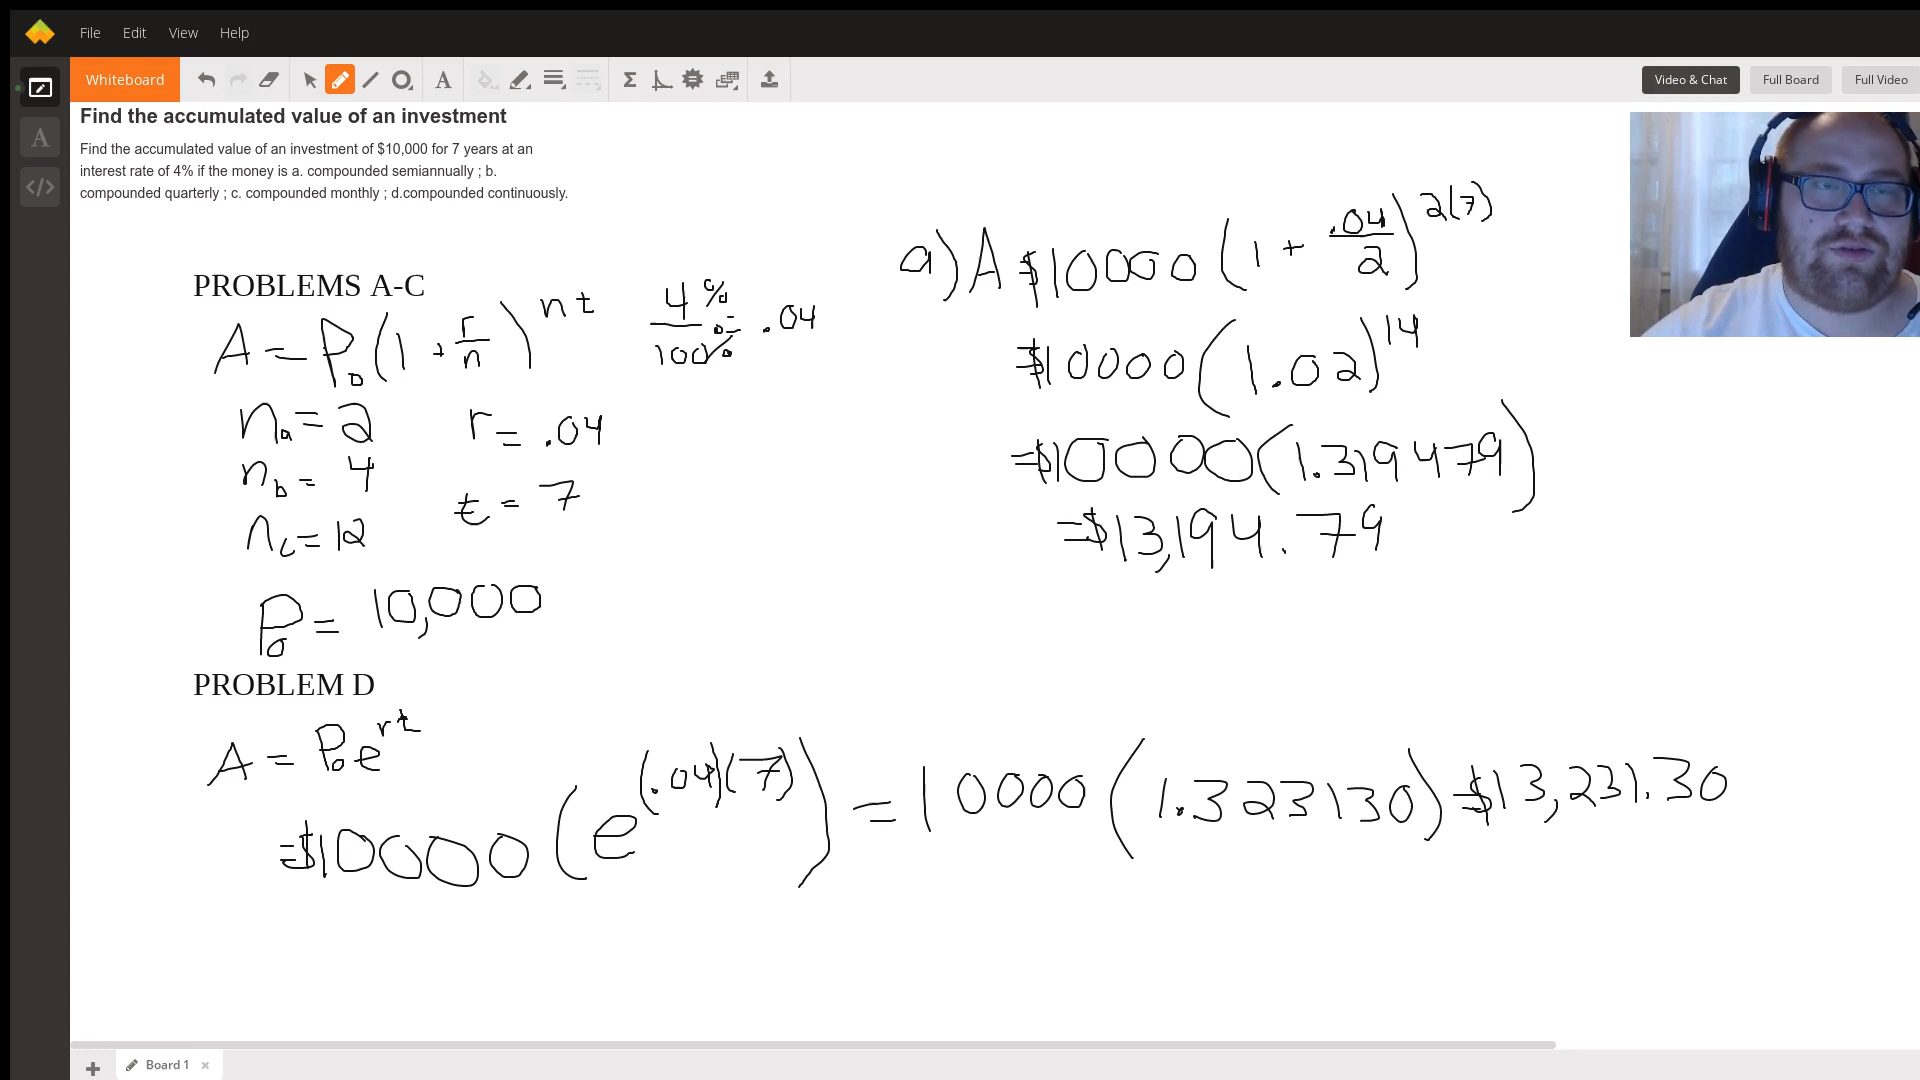 File Edit View Help
Whiteboard
Video & Chat Full Board Full Video
Find the accumulated value of an investment
Find the accumulated value of an investment of $10,000 for 7 years at an
interest rate of 4% if the money is a. compounded semiannually ; b.
compounded quarterly ; c. compounded monthly ; d.compounded continuously.
PROBLEMS A-C
A = P₀(1 + r/n)^nt
4%/100% = .04
nₐ = 2
r = .04
n_b = 4
t = 7
n_c = 12
P₀ = 10,000
a) A = $10000(1 + .04/2)^2(7)
= $10000(1.02)^14
= $10000(1.319479)
= $13,194.79
PROBLEM D
A = P₀e^rt
= $10000(e^(.04)(7)) = 10000(1.323130) = $13,231.30
Board 1